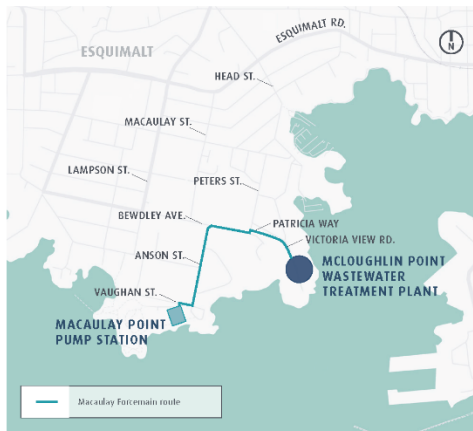 ESQUIMALT RD.
ESQUIMALT
N
HEAD ST.
MACAULAY ST.
LAMPSON ST.
PETERS ST.
BEWDLEY AVE.
PATRICIA WAY
VICTORIA VIEW RD.
ANSON ST.
MCLOUGHLIN POINT
WASTEWATER
TREATMENT PLANT
VAUGHAN ST.
MACAULAY POINT
PUMP STATION
Macaulay Forcemain route